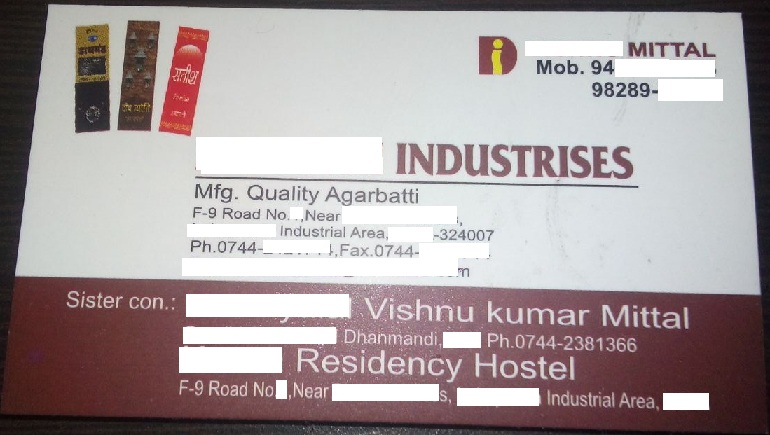 MITTAL
Mob. 94
98289-
INDUSTRISES
Mfg. Quality Agarbatti
F-9 Road No. ,Near ,
Industrial Area, -324007
Ph.0744- ,Fax.0744-
m
Sister con.: Vishnu kumar Mittal
Dhanmandi, Ph.0744-2381366
Residency Hostel
F-9 Road No. ,Near s, Industrial Area,